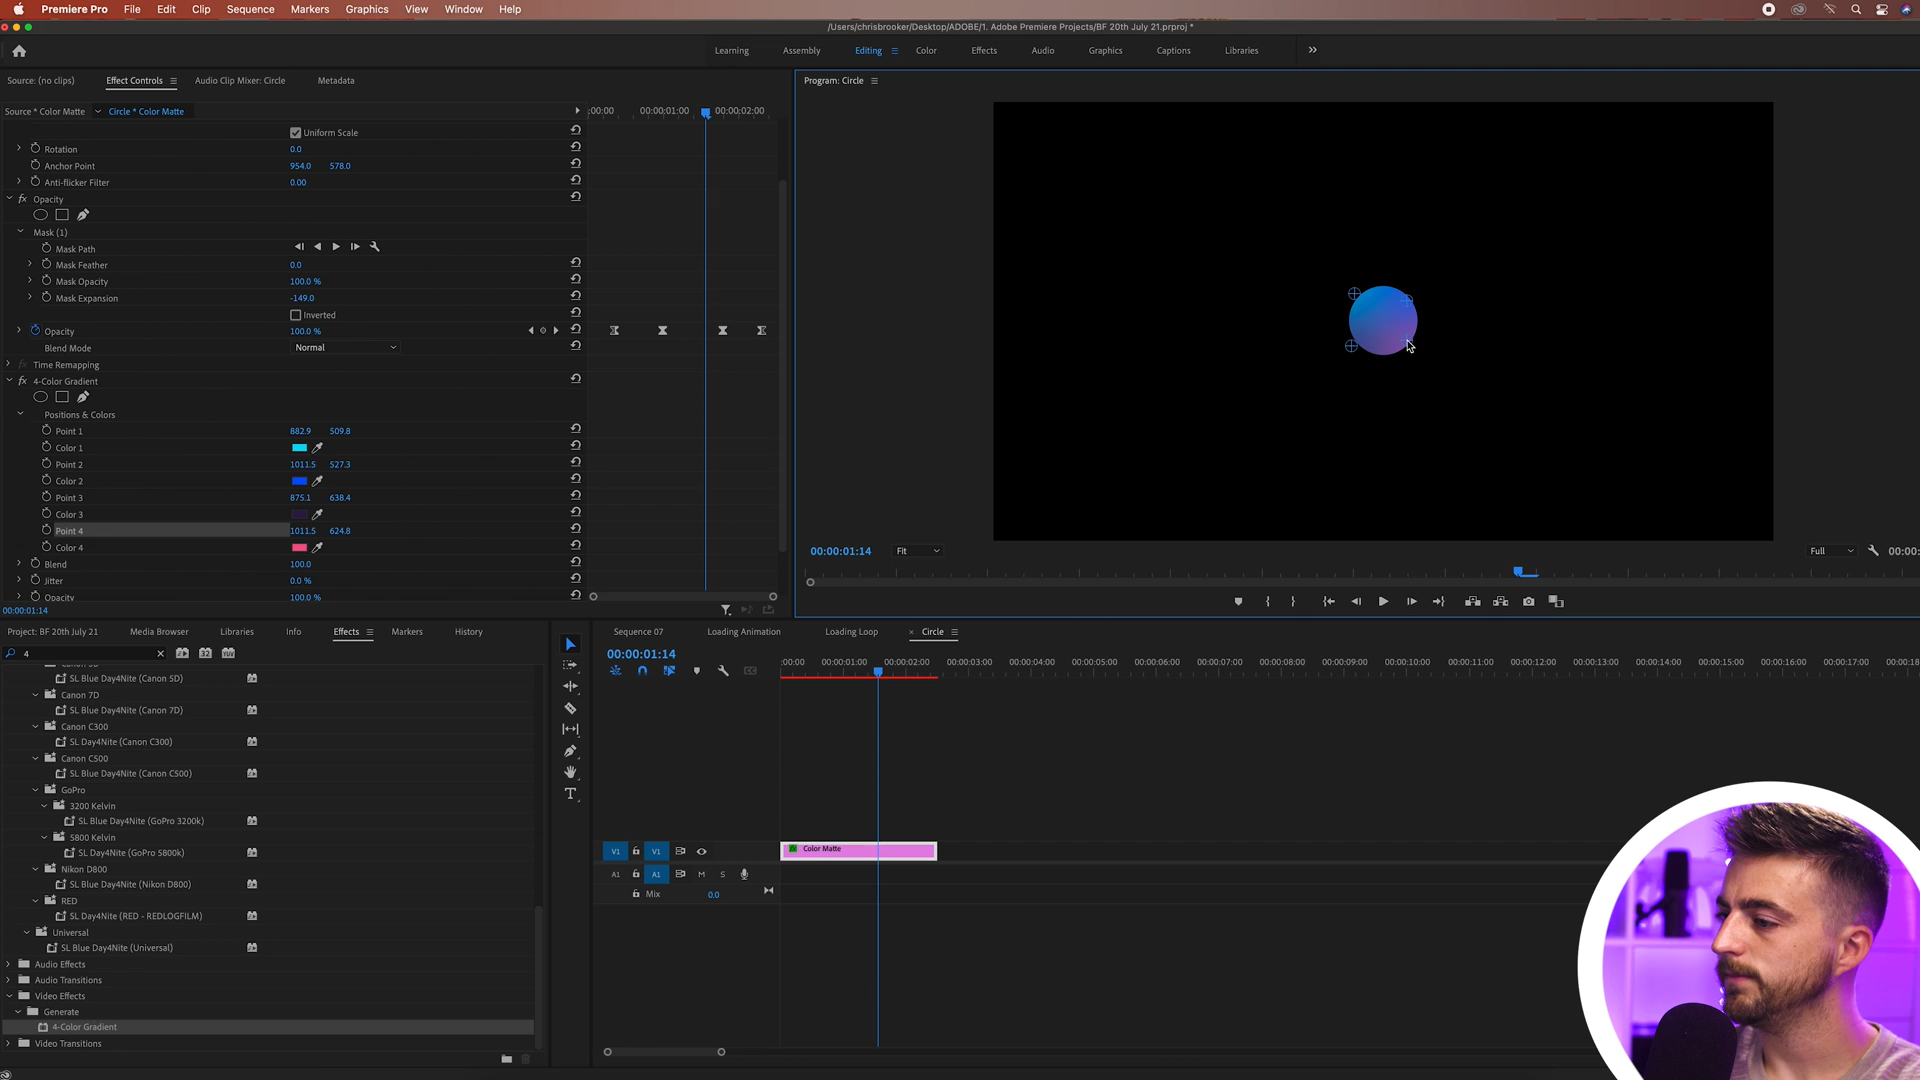 Premiere Pro File Edit Clip Sequence Markers Graphics View Window Help
/Users/chrisbrooker/Desktop/ADOBE/1. Adobe Premiere Projects/BF 20th July 21.prproj *
Learning Assembly Editing Color Effects Audio Graphics Captions Libraries
Source: (no clips) Effect Controls Audio Clip Mixer: Circle Metadata
Program: Circle
Source * Color Matte Circle * Color Matte
:00:00 00:00:01:00 00:00:02:00
Uniform Scale
Rotation 0.0
Anchor Point 954.0 578.0
Anti-flicker Filter 0.00
fx Opacity
Mask (1)
Mask Path
Mask Feather 0.0
Mask Opacity 100.0 %
Mask Expansion -149.0
Inverted
Opacity 100.0 %
Blend Mode Normal
fx Time Remapping
fx 4-Color Gradient
Positions & Colors
Point 1 882.9 509.8
Color 1
Point 2 1011.5 527.3
Color 2
Point 3 875.1 638.4
Color 3
Point 4 1011.5 624.8
Color 4
Blend 100.0
Jitter 0.0 %
Opacity 100.0 %
00:00:01:14
00:00:01:14 Fit Full 00:00:
Project: BF 20th July 21 Media Browser Libraries Info Effects Markers History
4
32 YUV
SL Blue Day4Nite (Canon 5D)
Canon 7D
SL Blue Day4Nite (Canon 7D)
Canon C300
SL Day4Nite (Canon C300)
Canon C500
SL Blue Day4Nite (Canon C500)
GoPro
3200 Kelvin
SL Blue Day4Nite (GoPro 3200k)
5800 Kelvin
SL Day4Nite (GoPro 5800k)
Nikon D800
SL Blue Day4Nite (Nikon D800)
RED
SL Day4Nite (RED - REDLOGFILM)
Universal
SL Blue Day4Nite (Universal)
Audio Effects
Audio Transitions
Video Effects
Generate
4-Color Gradient
Video Transitions
Sequence 07 Loading Animation Loading Loop × Circle
00:00:01:14
:00:00 00:00:01:00 00:00:02:00 00:00:03:00 00:00:04:00 00:00:05:00 00:00:06:00 00:00:07:00 00:00:08:00 00:00:09:00 00:00:10:00 00:00:11:00 00:00:12:00 00:00:13:00 00:00:14:00 00:00:15:00 00:00:16:00 00:00:17:00 00:00:18
T
V1 V1 fx Color Matte
A1 A1 M S
Mix 0.0